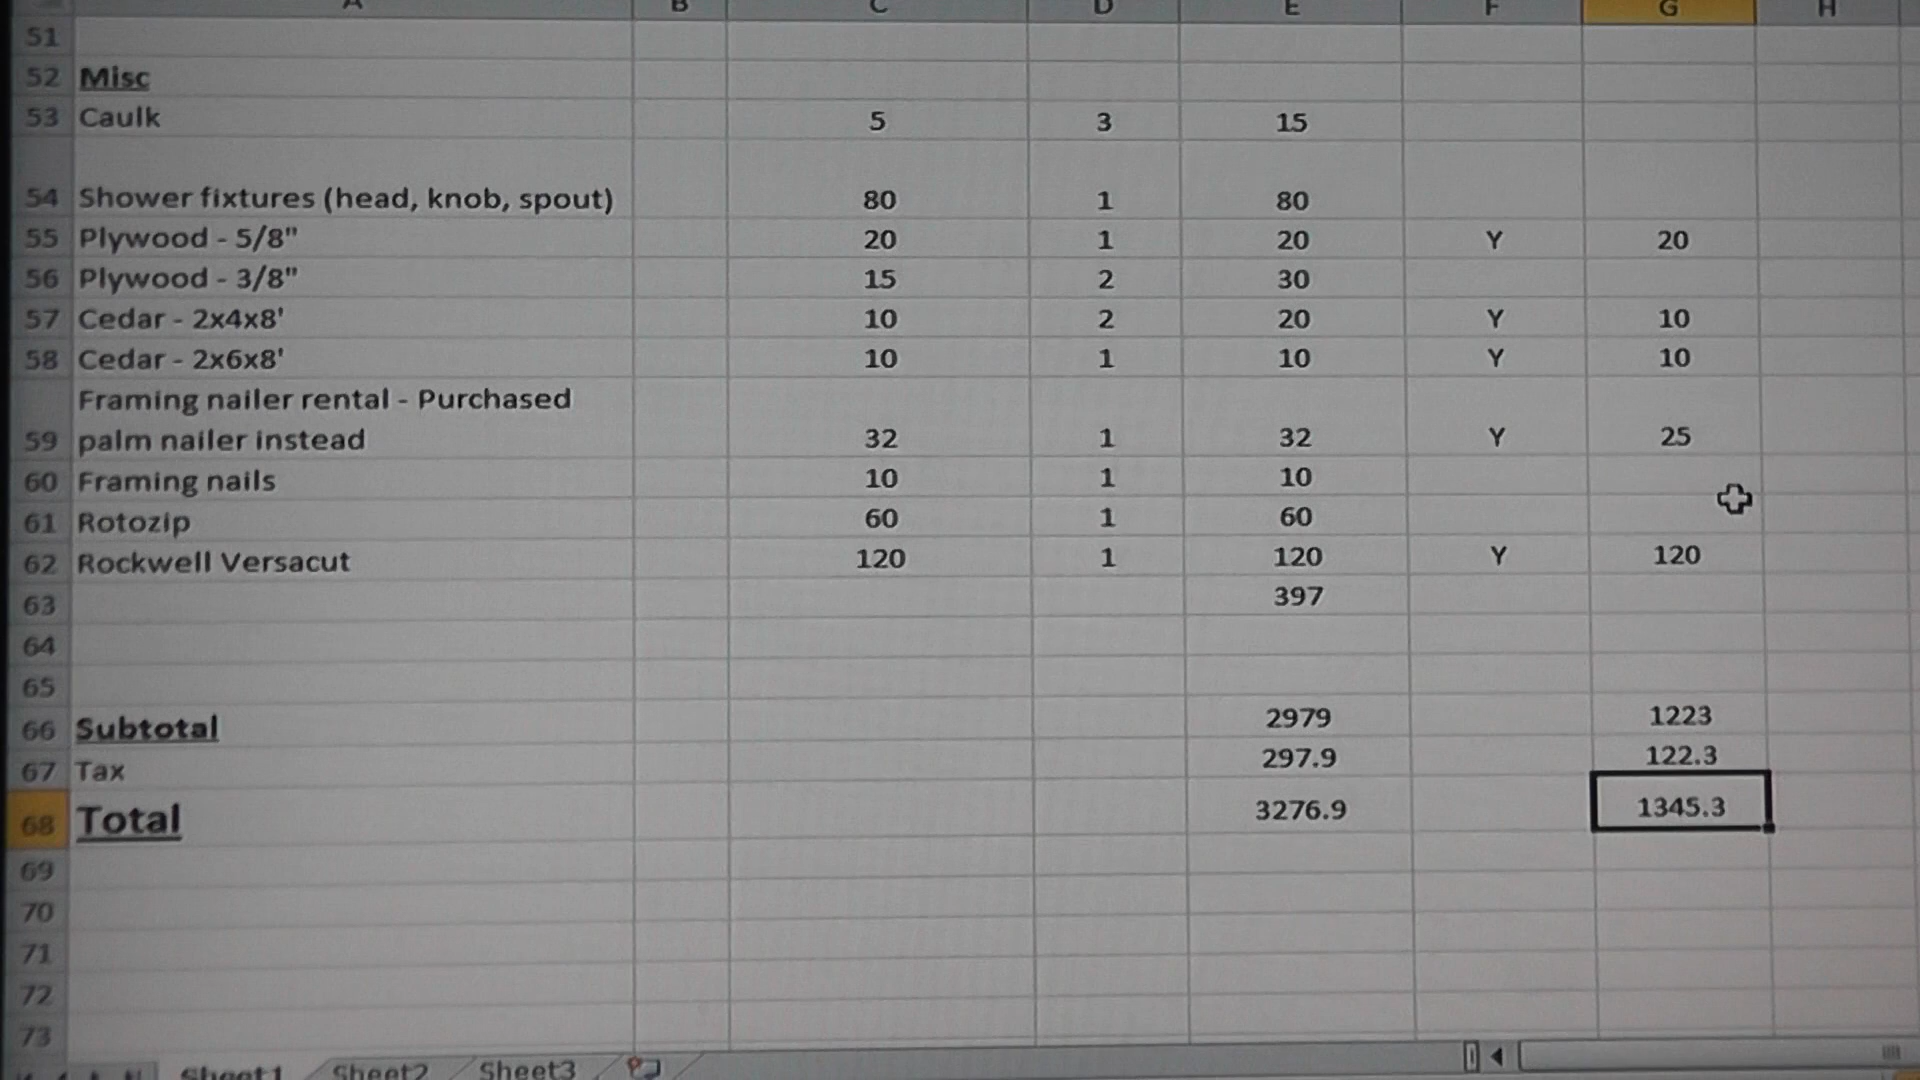 A B C D E F G H
51
52 Misc
53 Caulk 5 3 15
54 Shower fixtures (head, knob, spout) 80 1 80
55 Plywood - 5/8" 20 1 20 Y 20
56 Plywood - 3/8" 15 2 30
57 Cedar - 2x4x8' 10 2 20 Y 10
58 Cedar - 2x6x8' 10 1 10 Y 10
Framing nailer rental - Purchased
59 palm nailer instead 32 1 32 Y 25
60 Framing nails 10 1 10
61 Rotozip 60 1 60
62 Rockwell Versacut 120 1 120 Y 120
63 397
64
65
66 Subtotal 2979 1223
67 Tax 297.9 122.3
68 Total 3276.9 1345.3
69
70
71
72
73
Sheet1 Sheet2 Sheet3